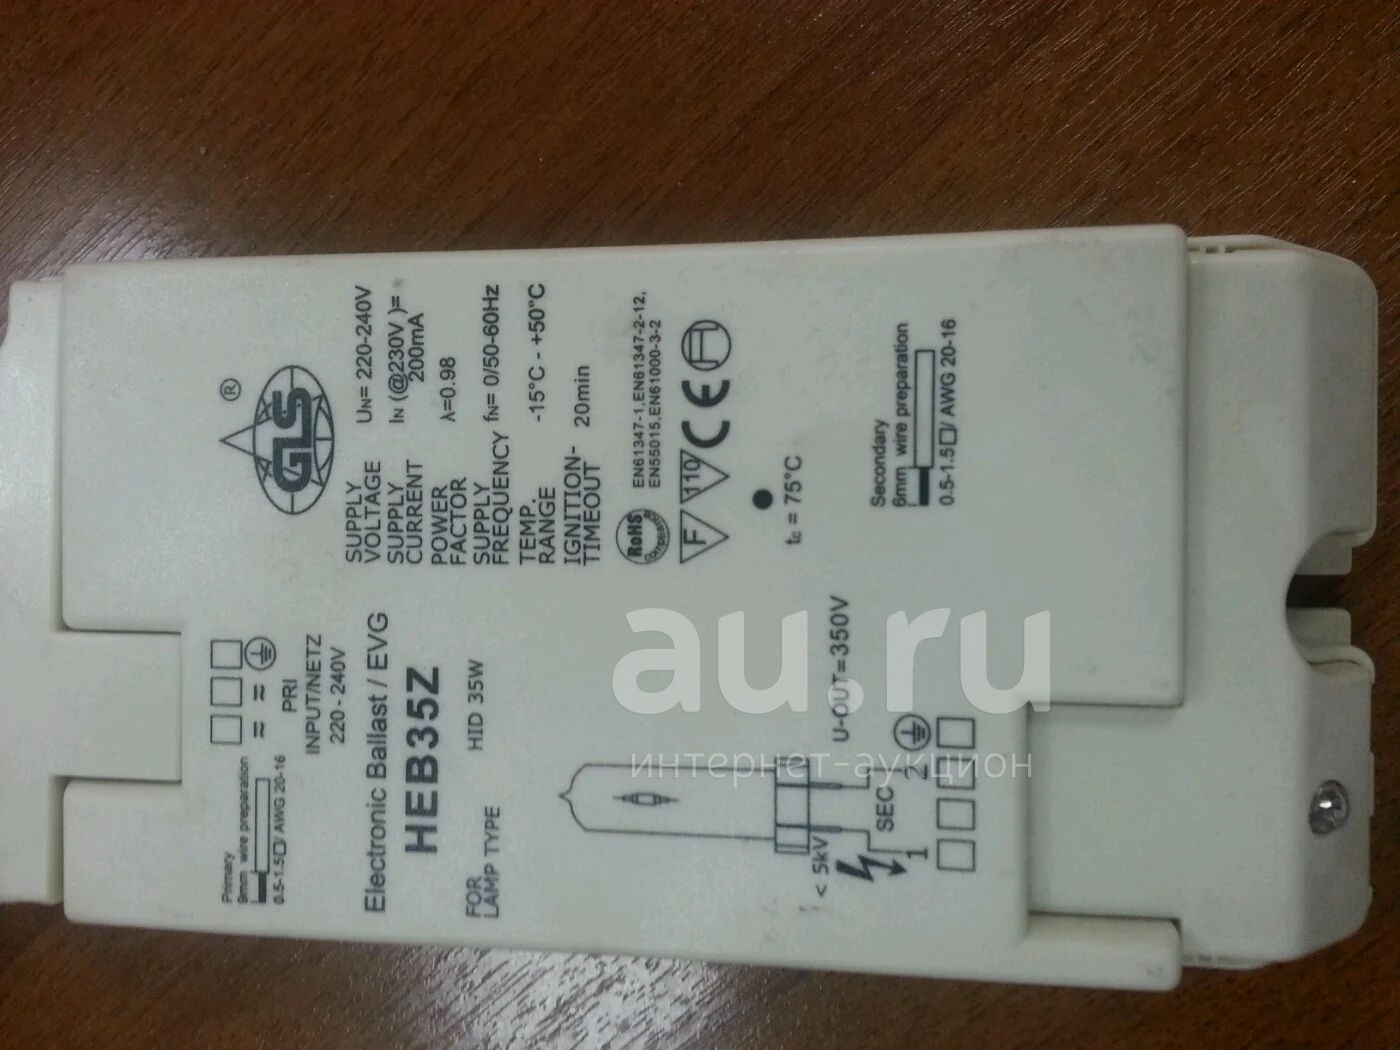 GLS ®
SUPPLY VOLTAGE UN= 220-240V
SUPPLY CURRENT IN (@230V )= 200mA
POWER FACTOR λ=0.98
SUPPLY FREQUENCY fN= 0/50-60Hz
TEMP. RANGE -15°C - +50°C
IGNITION-TIMEOUT 20min
RoHS
EN61347-1,EN61347-2-12,
EN55015,EN61000-3-2
F 110 CE
tc = 75°C
Secondary
6mm wire preparation
0.5-1.5□/ AWG 20-16
Primary
9mm wire preparation
0.5-1.5□/ AWG 20-16
≈ ≈
PRI
INPUT/NETZ
220 - 240V
Electronic Ballast / EVG
HEB35Z
FOR LAMP TYPE HID 35W
< 5kV
U-OUT=350V
SEC
1 2
au.ru
интернет-аукцион